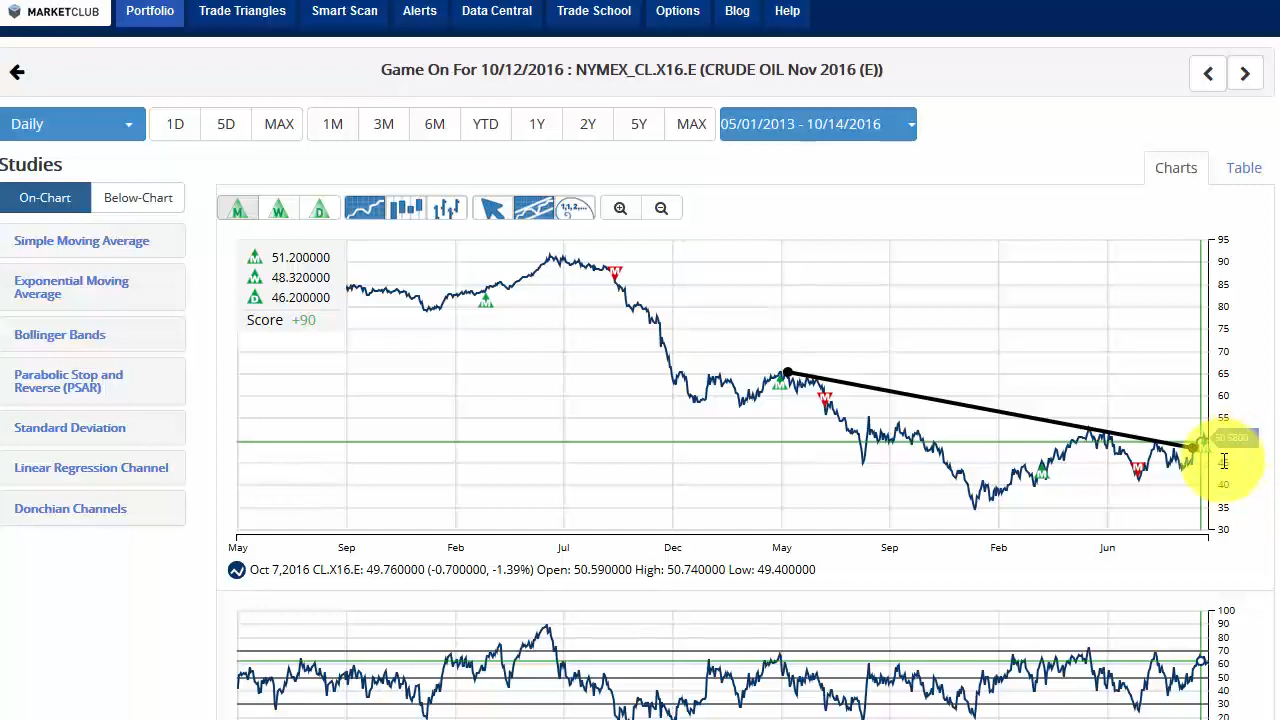 MARKETCLUB Portfolio Trade Triangles Smart Scan Alerts Data Central Trade School Options Blog Help
Game On For 10/12/2016 : NYMEX_CL.X16.E (CRUDE OIL Nov 2016 (E))
Daily 1D 5D MAX 1M 3M 6M YTD 1Y 2Y 5Y MAX 05/01/2013 - 10/14/2016
Studies
Charts Table
On-Chart Below-Chart
M W D
Simple Moving Average
Exponential Moving
Average
Bollinger Bands
Parabolic Stop and
Reverse (PSAR)
Standard Deviation
Linear Regression Channel
Donchian Channels
M 51.200000
W 48.320000
D 46.200000
Score +90
M
M
M
M
M
M
95
90
85
80
75
70
65
60
55
50.5800
40
35
30
May Sep Feb Jul Dec May Sep Feb Jun
Oct 7,2016 CL.X16.E: 49.760000 (-0.700000, -1.39%) Open: 50.590000 High: 50.740000 Low: 49.400000
100
90
80
70
60
50
40
30
20